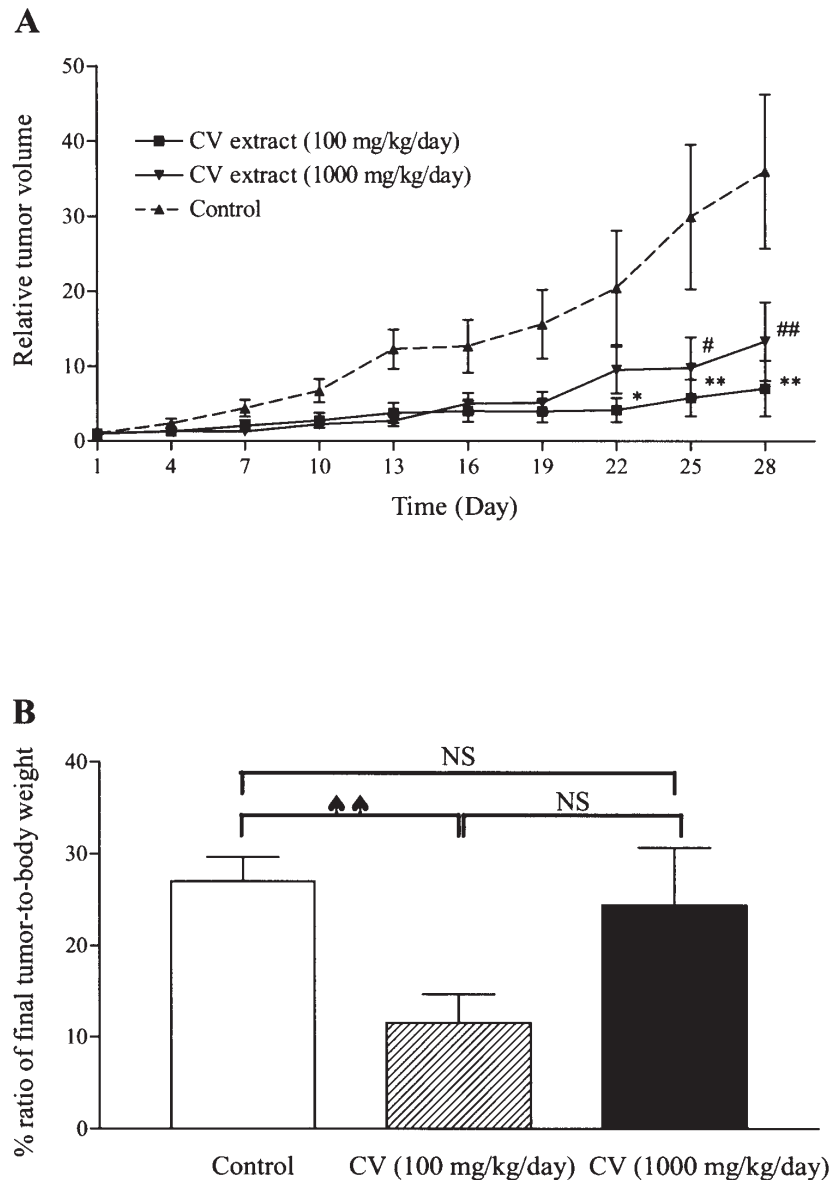 A
Relative tumor volume
50
40
30
20
10
0
CV extract (100 mg/kg/day)
CV extract (1000 mg/kg/day)
Control
#
##
*
**
**
1 4 7 10 13 16 19 22 25 28
Time (Day)
B
% ratio of final tumor-to-body weight
40
30
20
10
0
NS
♠♠
NS
Control CV (100 mg/kg/day) CV (1000 mg/kg/day)